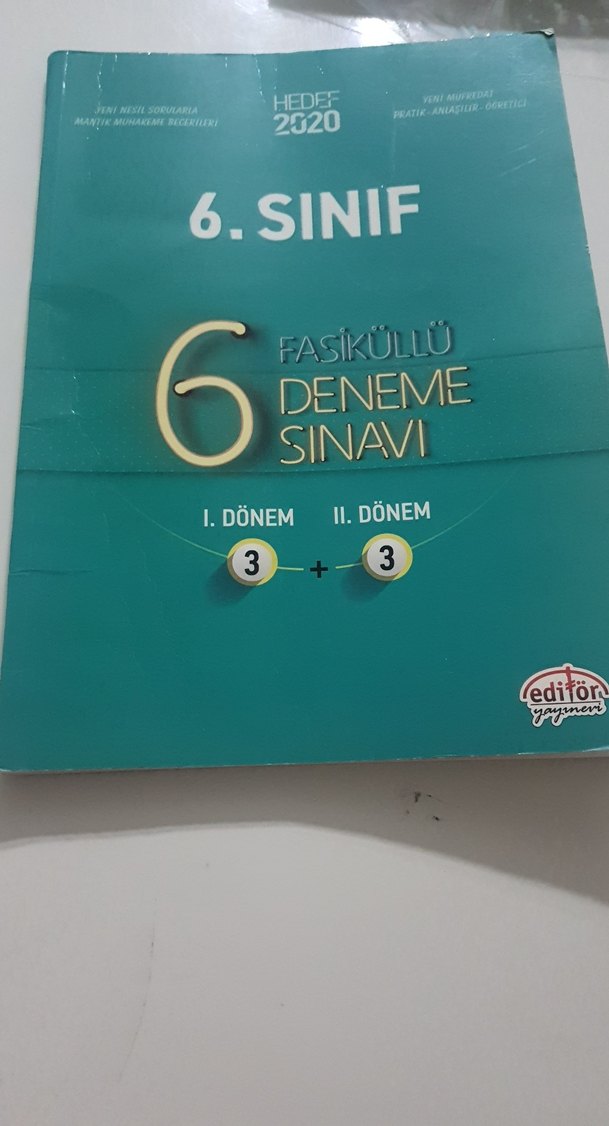 YENİ NESİL SORULARLA
MANTIK MUHAKEME BECERİLERİ
HEDEF
2020
YENİ MÜFREDAT
PRATİK - ANLAŞILIR - ÖĞRETİCİ
6. SINIF
6 FASİKÜLLÜ
DENEME
SINAVI
I. DÖNEM II. DÖNEM
3 + 3
editör
yayınevi